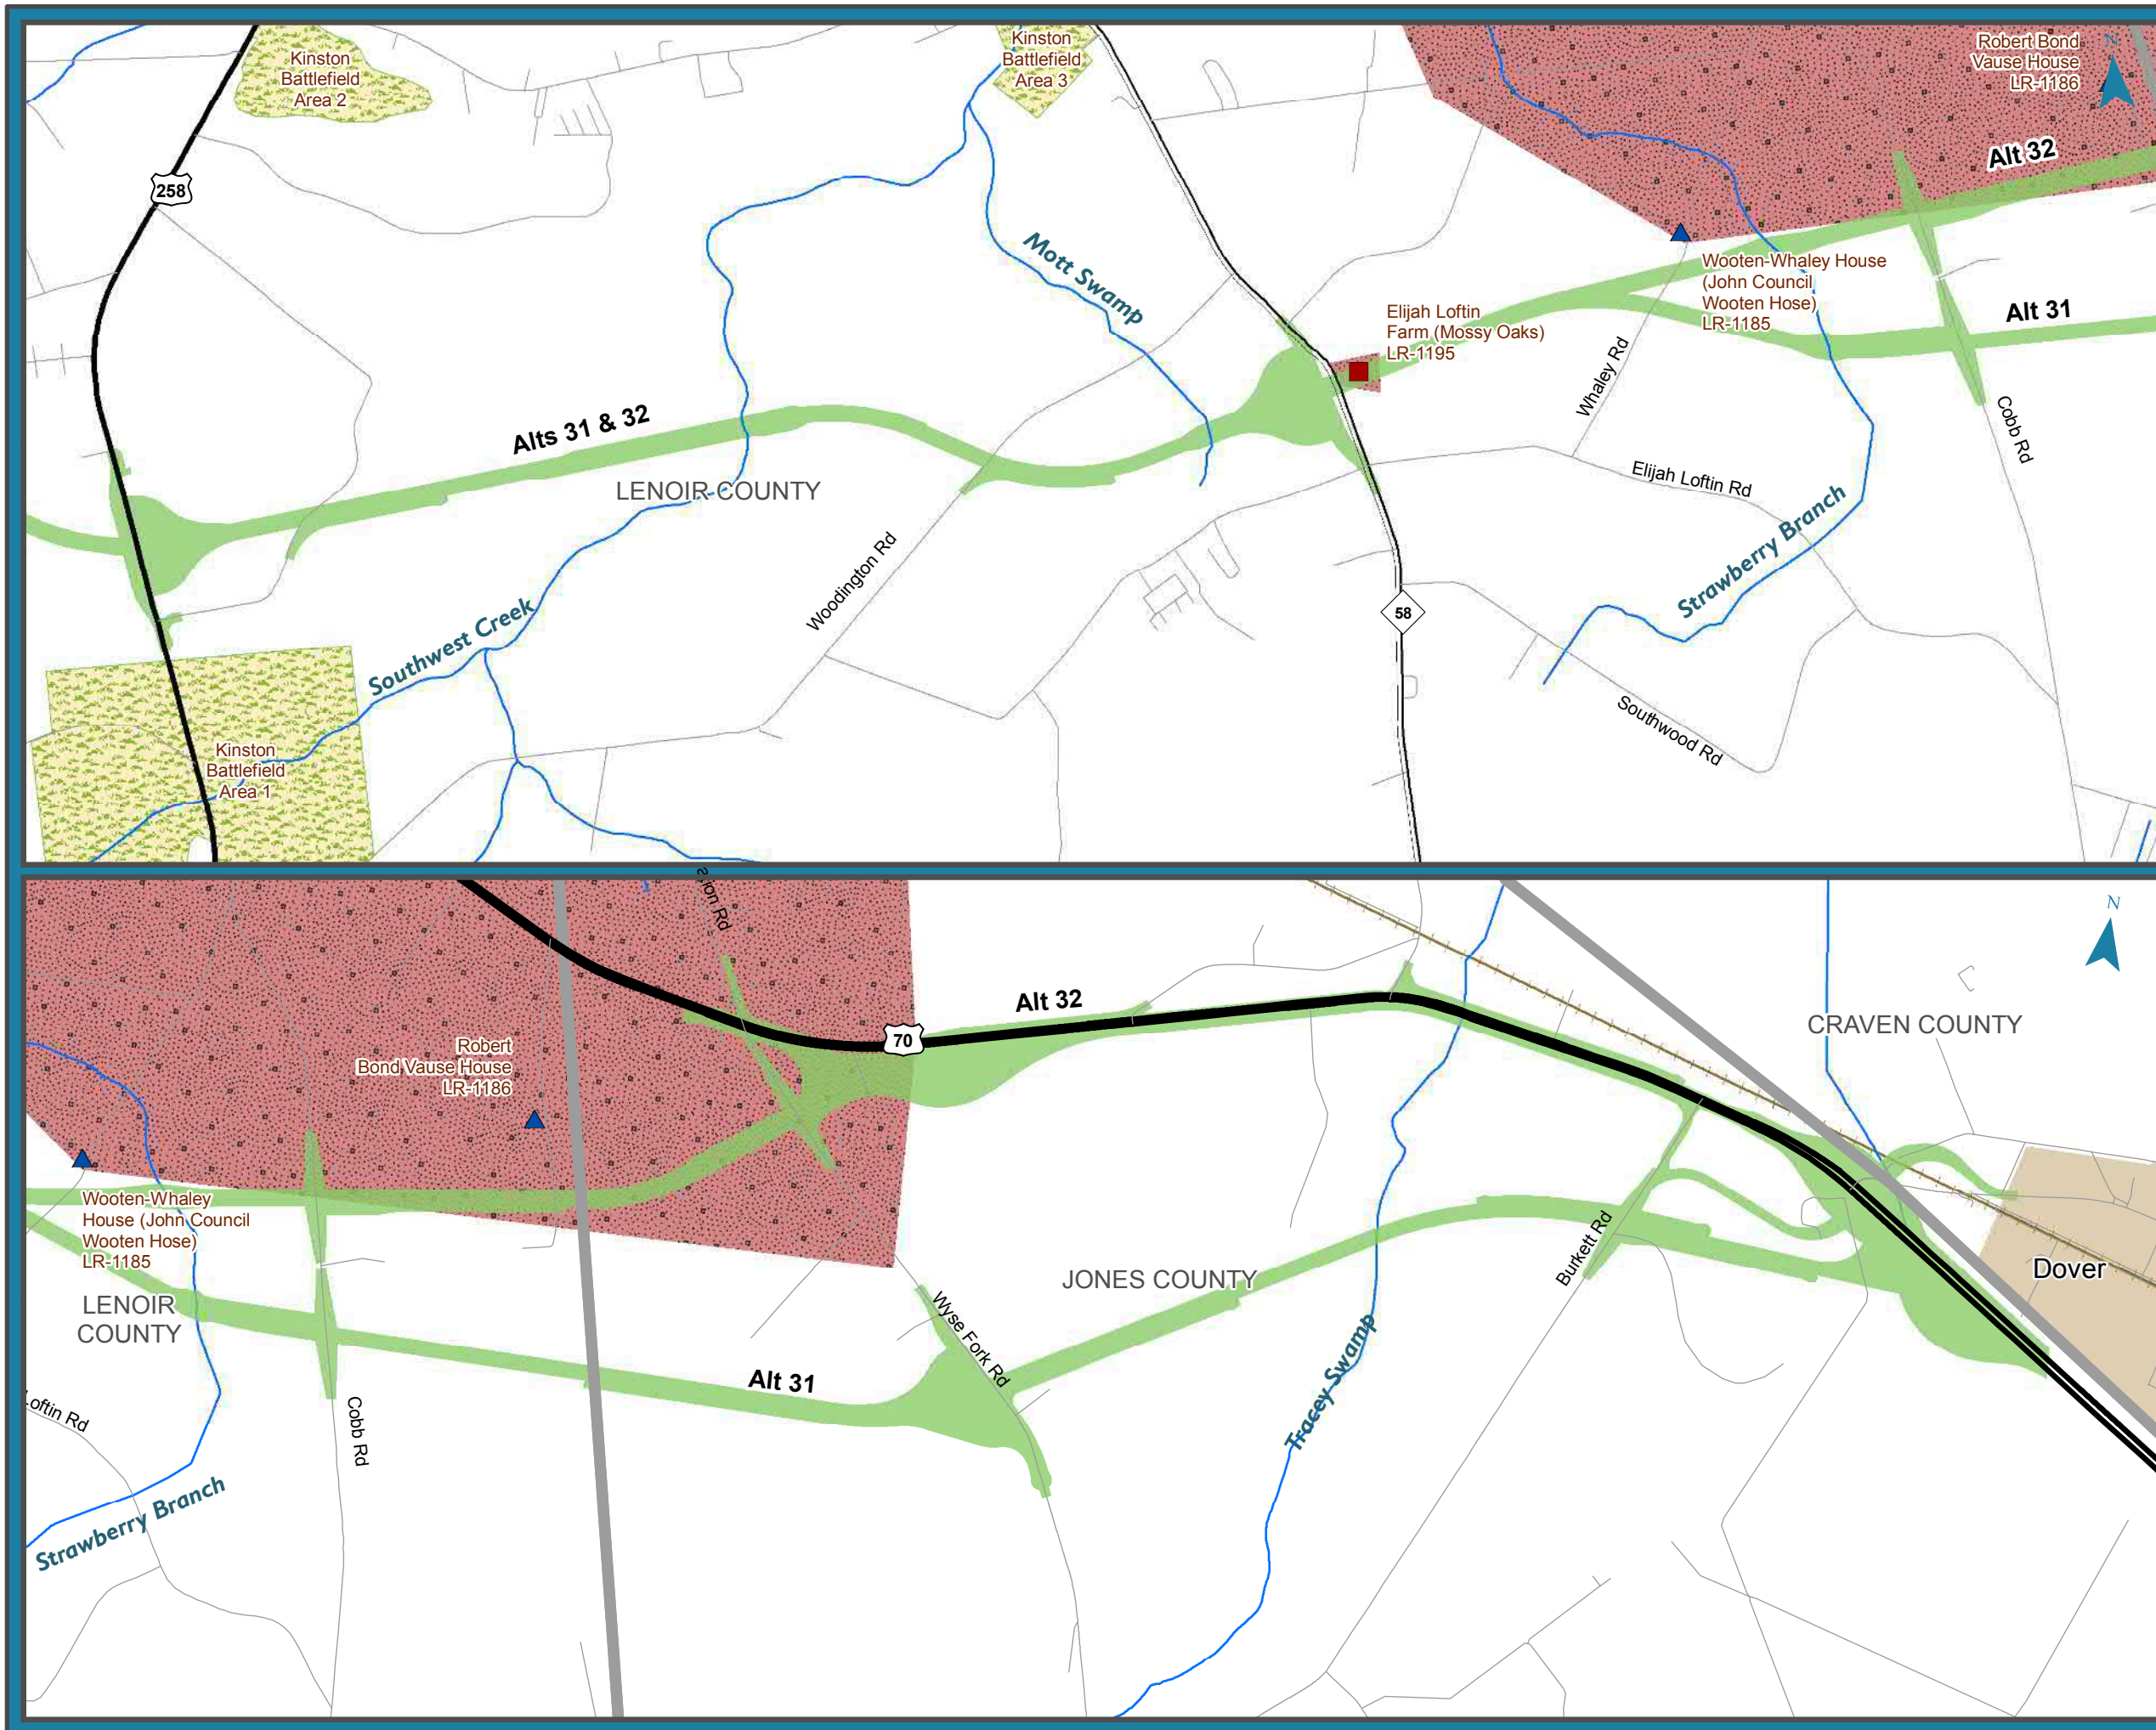 Kinston
Battlefield
Area 2
Kinston
Battlefield
Area 3
Robert Bond
Vause House
LR-1186
N
258
Alt 32
Mott Swamp
Wooten-Whaley House
(John Council
Wooten Hose)
LR-1185
Elijah Loftin
Farm (Mossy Oaks)
LR-1195
Alt 31
Whaley Rd
Alts 31 & 32
Cobb Rd
LENOIR COUNTY
Elijah Loftin Rd
Strawberry Branch
Woodington Rd
58
Southwest Creek
Southwood Rd
Kinston
Battlefield
Area 1
Rd
N
Alt 32
70
CRAVEN COUNTY
Robert
Bond Vause House
LR-1186
Wooten-Whaley
House (John Council
Wooten Hose)
LR-1185
Burkett Rd
Dover
JONES COUNTY
LENOIR
COUNTY
Wyse Fork Rd
Alt 31
Tracey Swamp
Loftin Rd
Cobb Rd
Strawberry Branch